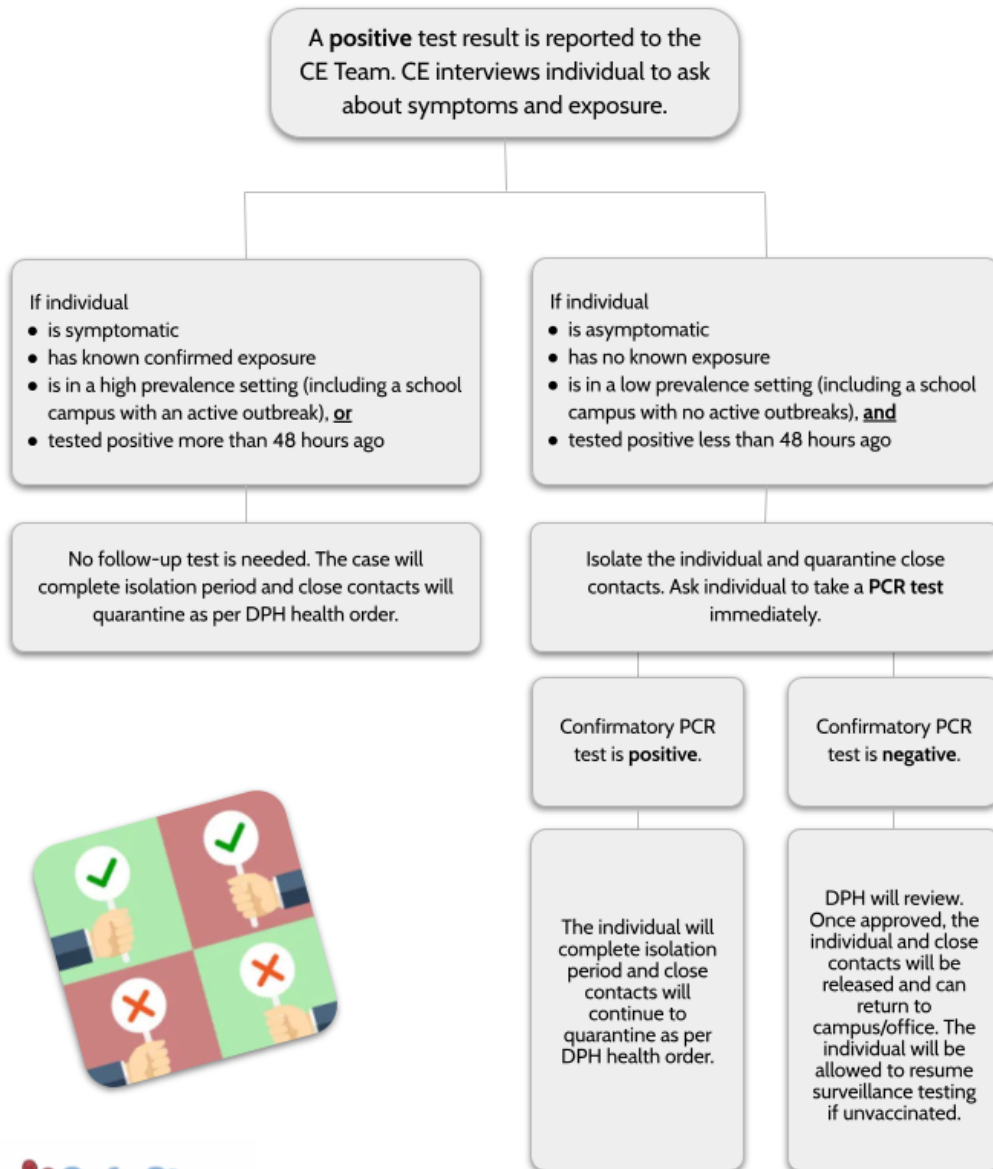 A positive test result is reported to the
CE Team. CE interviews individual to ask
about symptoms and exposure.
If individual
• is symptomatic
• has known confirmed exposure
• is in a high prevalence setting (including a school
campus with an active outbreak), or
• tested positive more than 48 hours ago
If individual
• is asymptomatic
• has no known exposure
• is in a low prevalence setting (including a school
campus with no active outbreaks), and
• tested positive less than 48 hours ago
No follow-up test is needed. The case will
complete isolation period and close contacts will
quarantine as per DPH health order.
Isolate the individual and quarantine close
contacts. Ask individual to take a PCR test
immediately.
Confirmatory PCR
test is positive.
Confirmatory PCR
test is negative.
The individual will
complete isolation
period and close
contacts will
continue to
quarantine as per
DPH health order.
DPH will review.
Once approved, the
individual and close
contacts will be
released and can
return to
campus/office. The
individual will be
allowed to resume
surveillance testing
if unvaccinated.